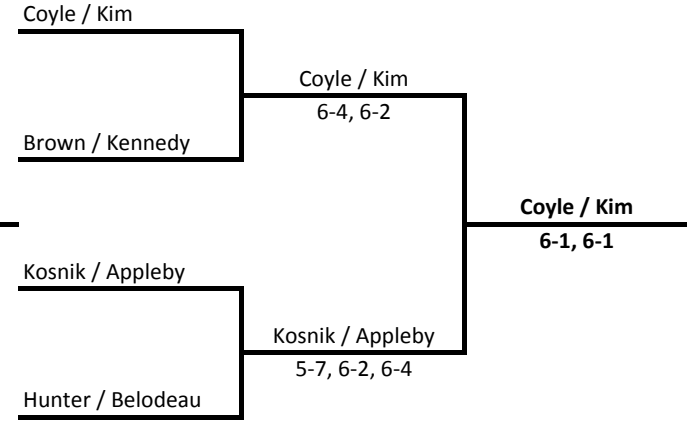 Coyle / Kim
Coyle / Kim
6-4, 6-2
Brown / Kennedy
Coyle / Kim
6-1, 6-1
Kosnik / Appleby
Kosnik / Appleby
5-7, 6-2, 6-4
Hunter / Belodeau